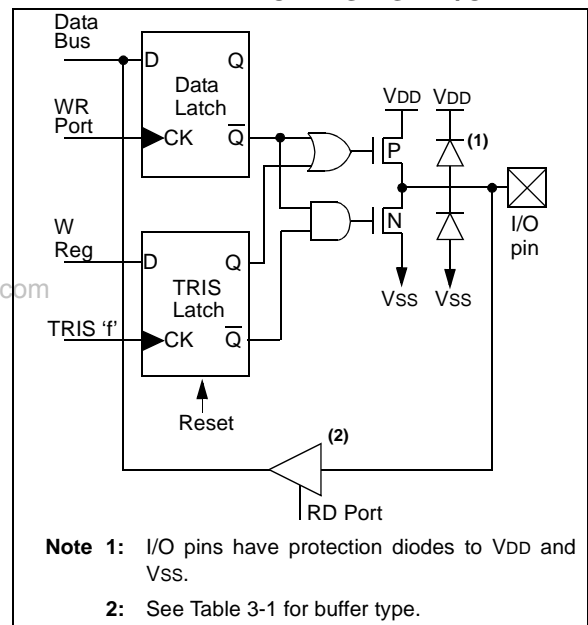 Data
Bus
D
Q
Data
Latch
WR
Port
CK
Q
VDD
VDD
(1)
P
N
I/O
pin
W
Reg
D
Q
TRIS
Latch
VSS
VSS
com
TRIS 'f'
CK
Q
Reset
(2)
RD Port
Note 1: I/O pins have protection diodes to VDD and
VSS.
2: See Table 3-1 for buffer type.